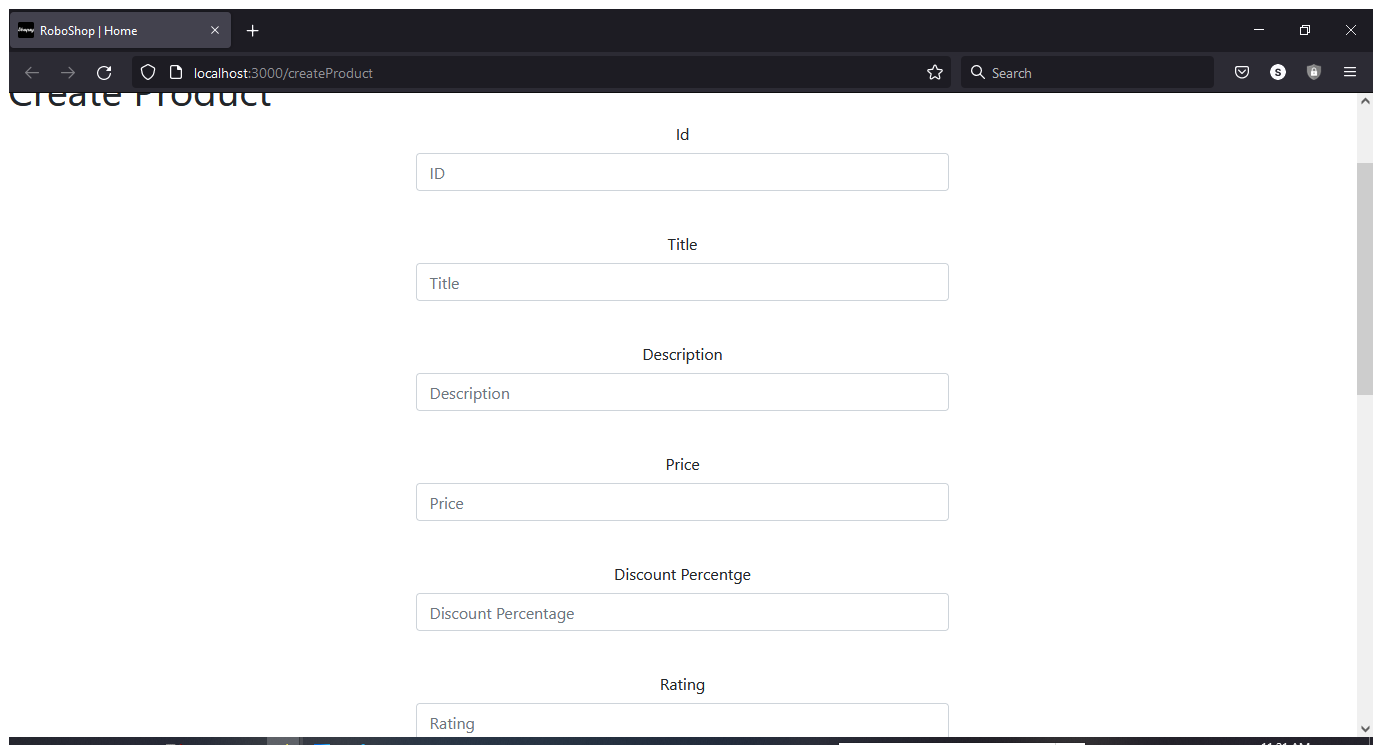 RoboShop | Home
localhost:3000/createProduct
Search
S
Create Product
Id
ID
Title
Title
Description
Description
Price
Price
Discount Percentge
Discount Percentage
Rating
Rating